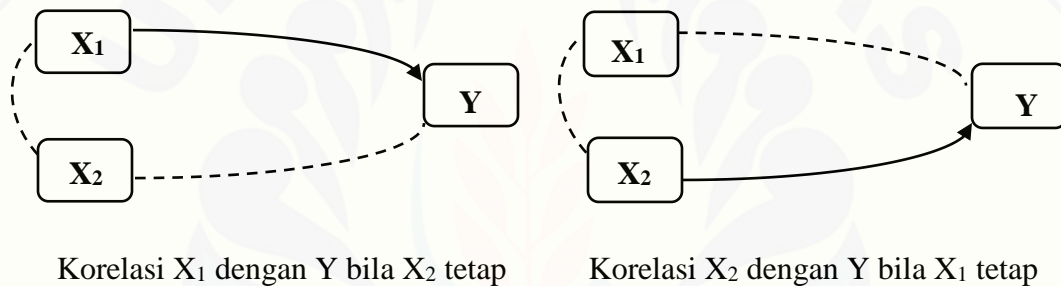 X₁
Y
X₂
X₁
Y
X₂
Korelasi X₁ dengan Y bila X₂ tetap
Korelasi X₂ dengan Y bila X₁ tetap